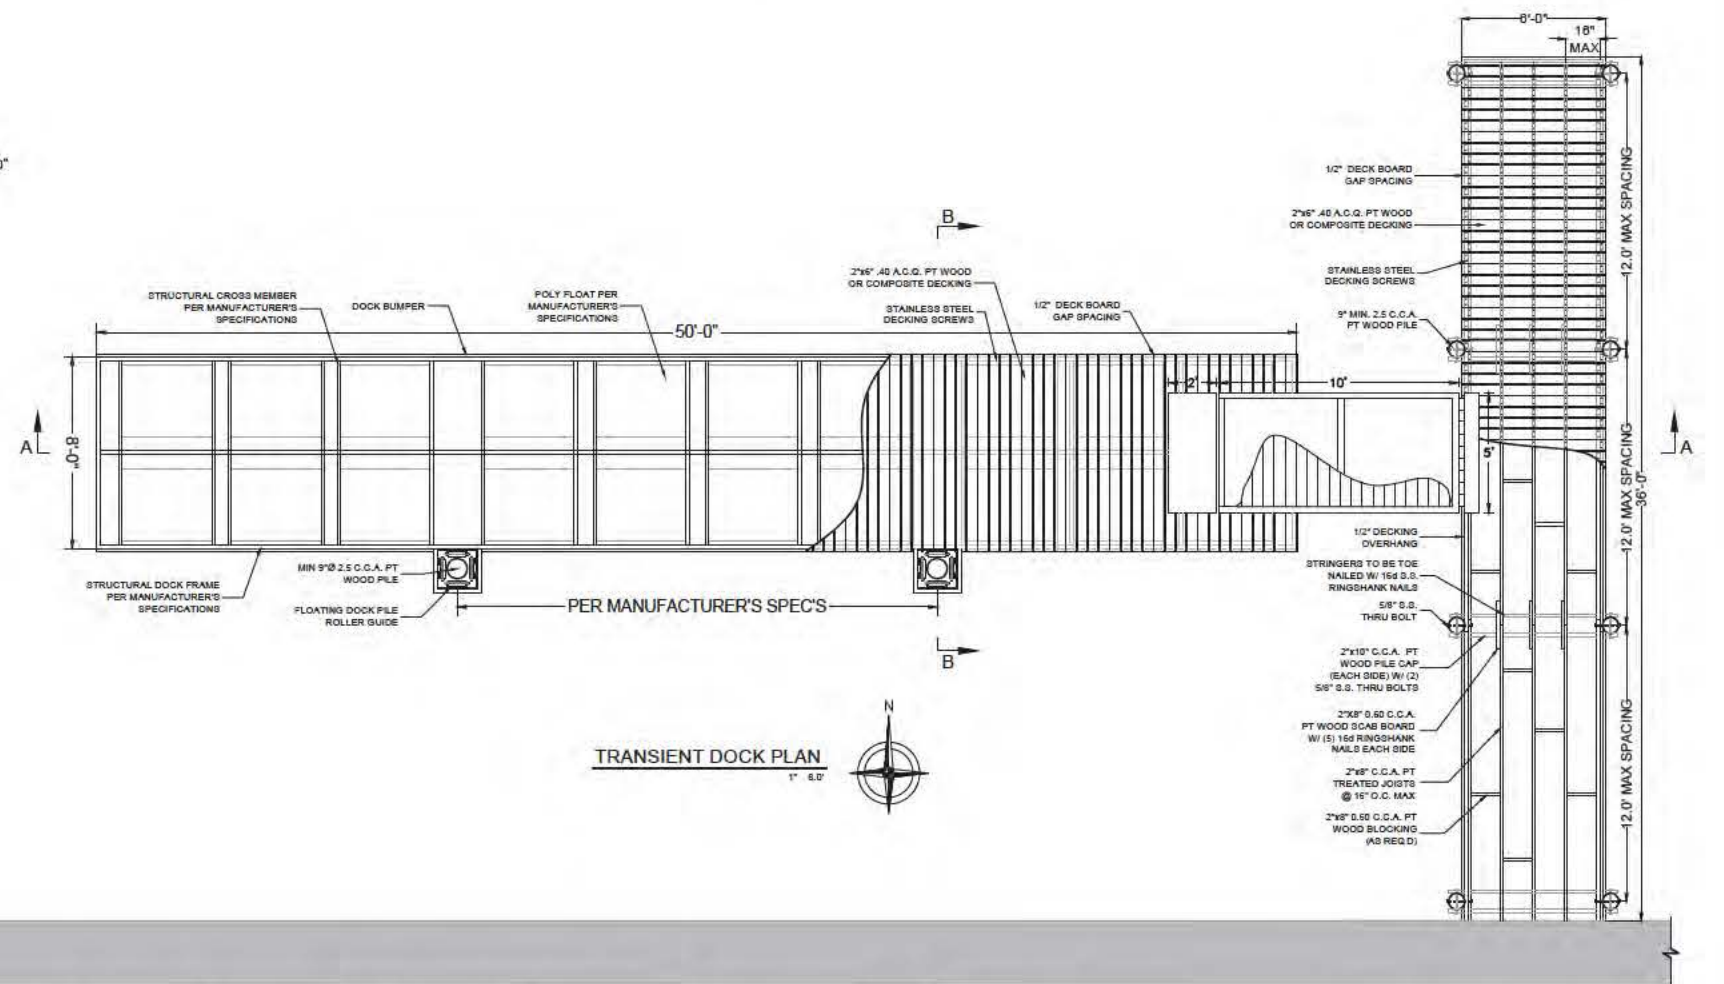 6'-0"
16"
MAX
0"
1/2" DECK BOARD
GAP SPACING
2"x6" .40 A.C.Q. PT WOOD
OR COMPOSITE DECKING
STAINLESS STEEL
DECKING SCREWS
9" MIN. 2.5 C.C.A.
PT WOOD PILE
12.0' MAX SPACING
B
2"x6" .40 A.C.Q. PT WOOD
OR COMPOSITE DECKING
STAINLESS STEEL
DECKING SCREWS
1/2" DECK BOARD
GAP SPACING
STRUCTURAL CROSS MEMBER
PER MANUFACTURER'S
SPECIFICATIONS
DOCK BUMPER
POLY FLOAT PER
MANUFACTURER'S
SPECIFICATIONS
50'-0"
2'
10'
5'
A
8'-0"
A
12.0' MAX SPACING
36'-0"
1/2" DECKING
OVERHANG
STRINGERS TO BE TOE
NAILED W/ 16d S.S.
RINGSHANK NAILS
5/8" S.S.
THRU BOLT
2"x10" C.C.A. PT
WOOD PILE CAP
(EACH SIDE) W/ (2)
5/8" S.S. THRU BOLTS
2"X8" 0.60 C.C.A.
PT WOOD SCAB BOARD
W/ (5) 16d RINGSHANK
NAILS EACH SIDE
2"x8" C.C.A. PT
TREATED JOISTS
@ 16" O.C. MAX
2"x8" 0.60 C.C.A. PT
WOOD BLOCKING
(AS REQ D)
12.0' MAX SPACING
STRUCTURAL DOCK FRAME
PER MANUFACTURER'S
SPECIFICATIONS
MIN 9"Ø 2.5 C.C.A. PT
WOOD PILE
FLOATING DOCK PILE
ROLLER GUIDE
PER MANUFACTURER'S SPEC'S
B
N
TRANSIENT DOCK PLAN
1" 6.0'